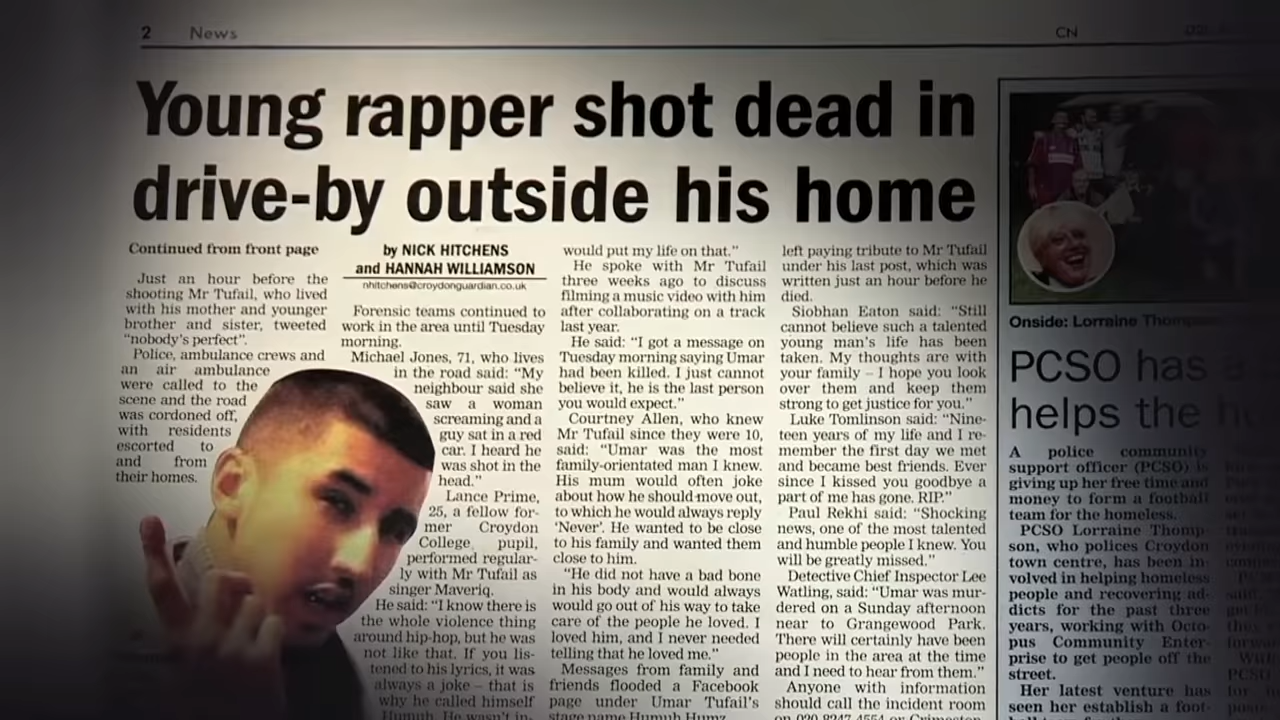 2 News
CN
Young rapper shot dead in
drive-by outside his home
Continued from front page
Just an hour before the
shooting Mr Tufail, who lived
with his mother and younger
brother and sister, tweeted
“nobody’s perfect”.
Police, ambulance crews and
an air ambulance
were called to the
scene and the road
was cordoned off,
with residents
escorted to
and from
their homes.
by NICK HITCHENS
and HANNAH WILLIAMSON
nhitchens@croydonguardian.co.uk
Forensic teams continued to
work in the area until Tuesday
morning.
Michael Jones, 71, who lives
in the road said: “My
neighbour said she
saw a woman
screaming and a
guy sat in a red
car. I heard he
was shot in the
head.”
Lance Prime,
25, a fellow for-
mer Croydon
College pupil,
performed regular-
ly with Mr Tufail as
singer Maveriq.
He said: “I know there is
the whole violence thing
around hip-hop, but he was
not like that. If you lis-
tened to his lyrics, it was
always a joke – that is
why he called himself
Humuh. He wasn’t in-
would put my life on that.”
He spoke with Mr Tufail
three weeks ago to discuss
filming a music video with him
after collaborating on a track
last year.
He said: “I got a message on
Tuesday morning saying Umar
had been killed. I just cannot
believe it, he is the last person
you would expect.”
Courtney Allen, who knew
Mr Tufail since they were 10,
said: “Umar was the most
family-orientated man I knew.
His mum would often joke
about how he should move out,
to which he would always reply
‘Never’. He wanted to be close
to his family and wanted them
close to him.
“He did not have a bad bone
in his body and would always
would go out of his way to take
care of the people he loved. I
loved him, and I never needed
telling that he loved me.”
Messages from family and
friends flooded a Facebook
page under Umar Tufail’s
stage name Humuh Humz
left paying tribute to Mr Tufail
under his last post, which was
written just an hour before he
died.
Siobhan Eaton said: “Still
cannot believe such a talented
young man’s life has been
taken. My thoughts are with
your family – I hope you look
over them and keep them
strong to get justice for you.”
Luke Tomlinson said: “Nine-
teen years of my life and I re-
member the first day we met
and became best friends. Ever
since I kissed you goodbye a
part of me has gone. RIP.”
Paul Rekhi said: “Shocking
news, one of the most talented
and humble people I knew. You
will be greatly missed.”
Detective Chief Inspector Lee
Watling, said: “Umar was mur-
dered on a Sunday afternoon
near to Grangewood Park.
There will certainly have been
people in the area at the time
and I need to hear from them.”
Anyone with information
should call the incident room
on 020 8247 4554 or Crimestop-
Onside: Lorraine Thompson
PCSO has a
helps the
A police community
support officer (PCSO) is
giving up her free time and
money to form a football
team for the homeless.
PCSO Lorraine Thomp-
son, who polices Croydon
town centre, has been in-
volved in helping homeless
people and recovering ad-
dicts for the past three
years, working with Octo-
pus Community Enter-
prise to get people off the
street.
Her latest venture has
seen her establish a foot-